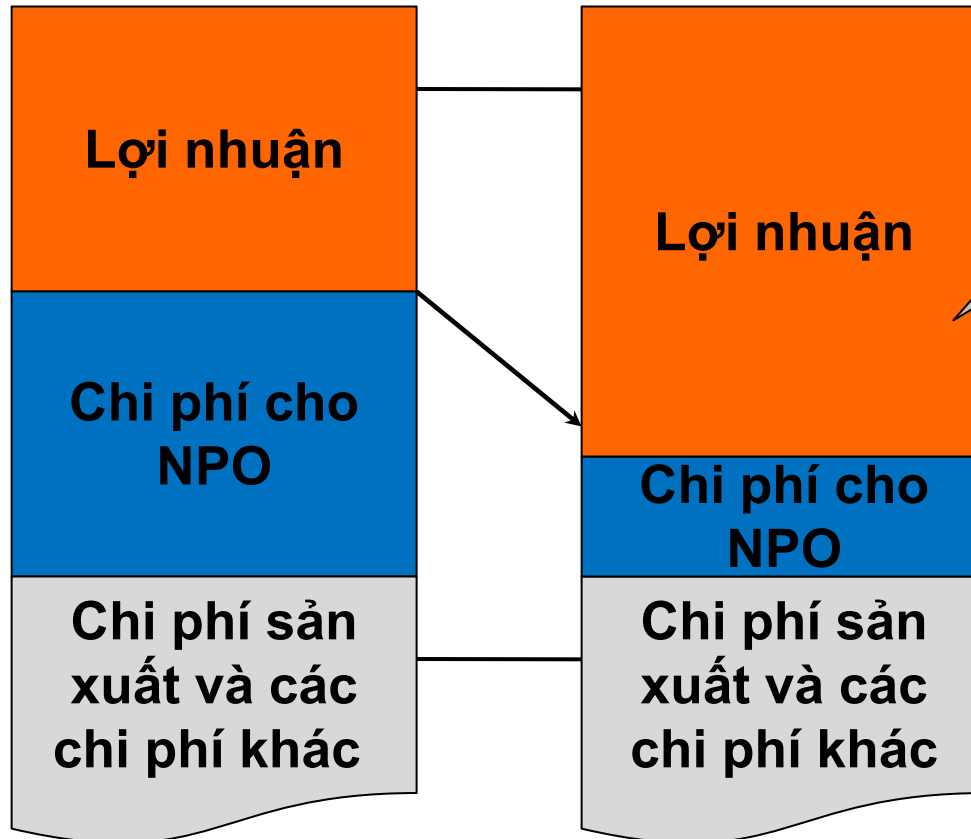 Lợi nhuận
Chi phí cho
NPO
Chi phí sản
xuất và các
chi phí khác
Lợi nhuận
Chi phí cho
NPO
Chi phí sản
xuất và các
chi phí khác